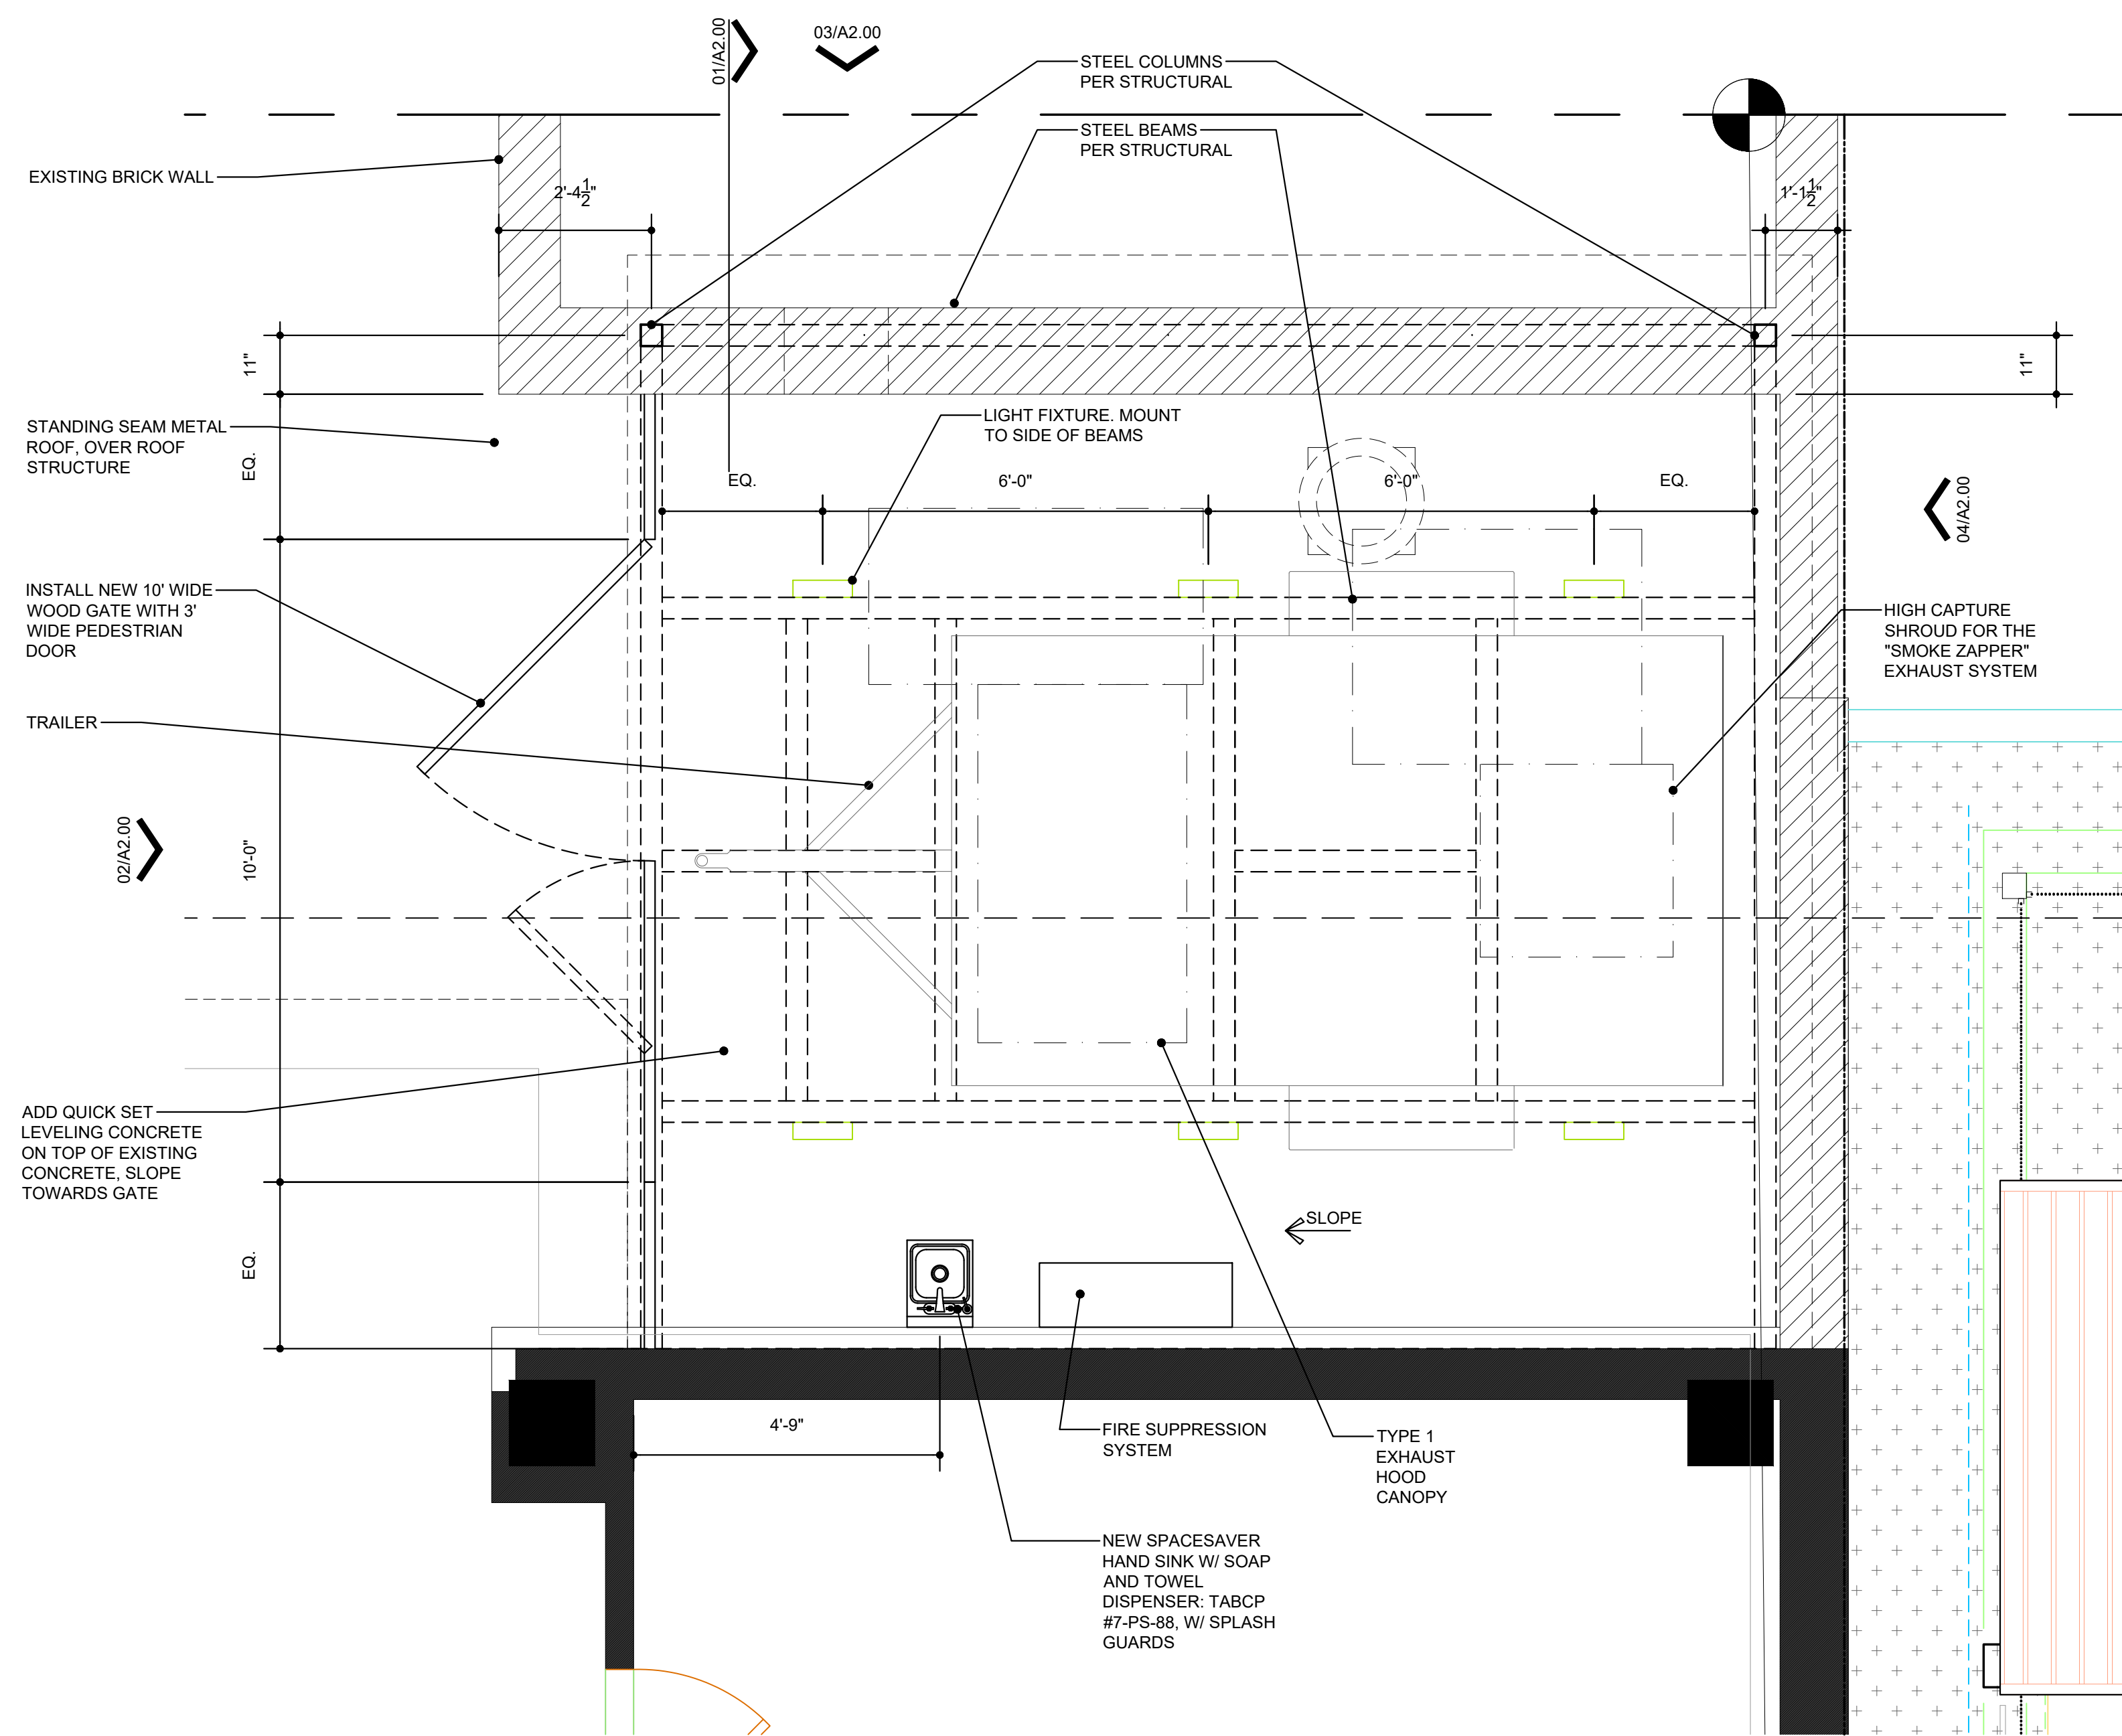 01/A2.00
03/A2.00
STEEL COLUMNS
PER STRUCTURAL
STEEL BEAMS
PER STRUCTURAL
EXISTING BRICK WALL
2'-4 1/2"
1'-1 1/2"
11"
11"
STANDING SEAM METAL
ROOF, OVER ROOF
STRUCTURE
EQ.
LIGHT FIXTURE. MOUNT
TO SIDE OF BEAMS
EQ.
6'-0"
6'-0"
EQ.
04/A2.00
INSTALL NEW 10' WIDE
WOOD GATE WITH 3'
WIDE PEDESTRIAN
DOOR
HIGH CAPTURE
SHROUD FOR THE
"SMOKE ZAPPER"
EXHAUST SYSTEM
TRAILER
02/A2.00
10'-0"
ADD QUICK SET
LEVELING CONCRETE
ON TOP OF EXISTING
CONCRETE, SLOPE
TOWARDS GATE
SLOPE
EQ.
4'-9"
FIRE SUPPRESSION
SYSTEM
TYPE 1
EXHAUST
HOOD
CANOPY
NEW SPACESAVER
HAND SINK W/ SOAP
AND TOWEL
DISPENSER: TABCP
#7-PS-88, W/ SPLASH
GUARDS